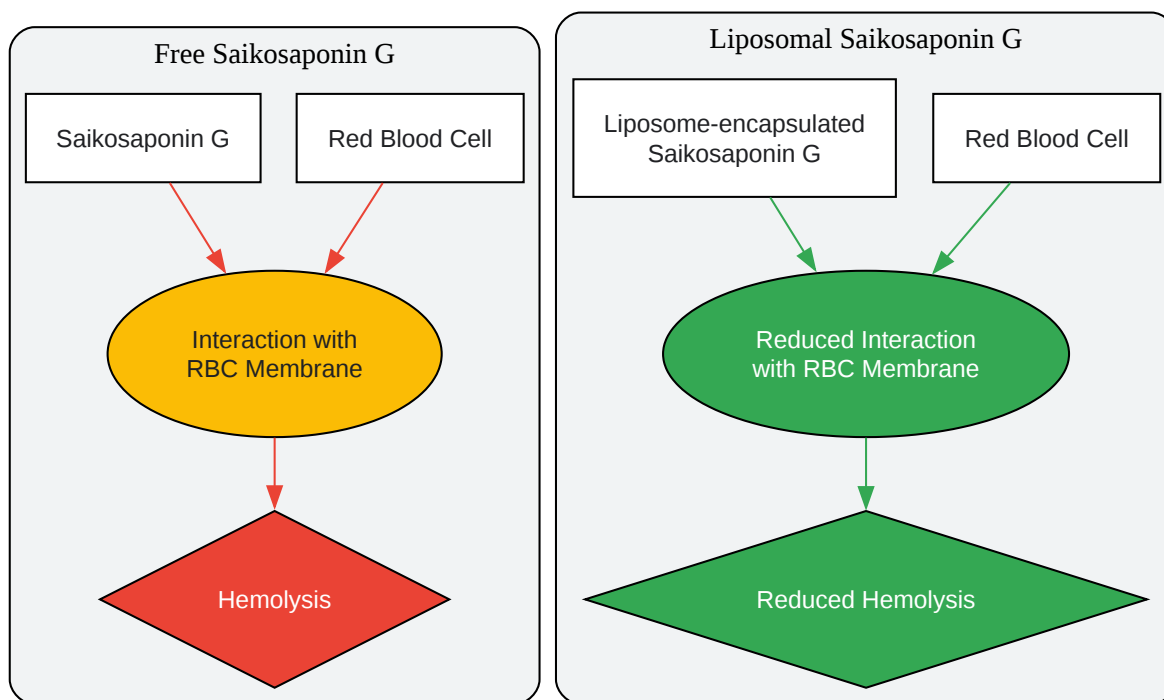 Free Saikosaponin G
Saikosaponin G
Red Blood Cell
Interaction with
RBC Membrane
Hemolysis
Liposomal Saikosaponin G
Liposome-encapsulated
Saikosaponin G
Red Blood Cell
Reduced Interaction
with RBC Membrane
Reduced Hemolysis